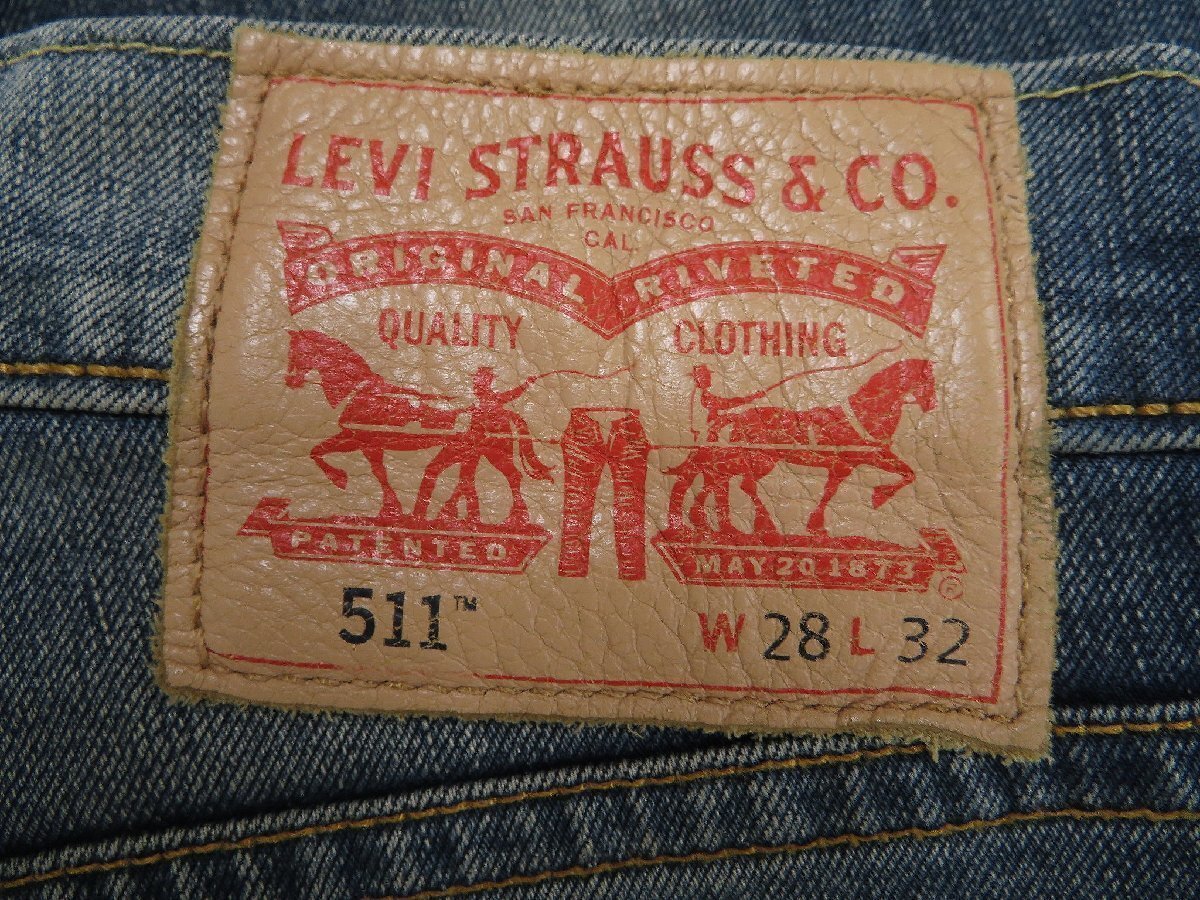 LEVI STRAUSS & CO.
SAN FRANCISCO
CAL.
ORIGINAL RIVETED
QUALITY CLOTHING
PATENTED MAY 20 1873 ®
511™ W 28 L 32